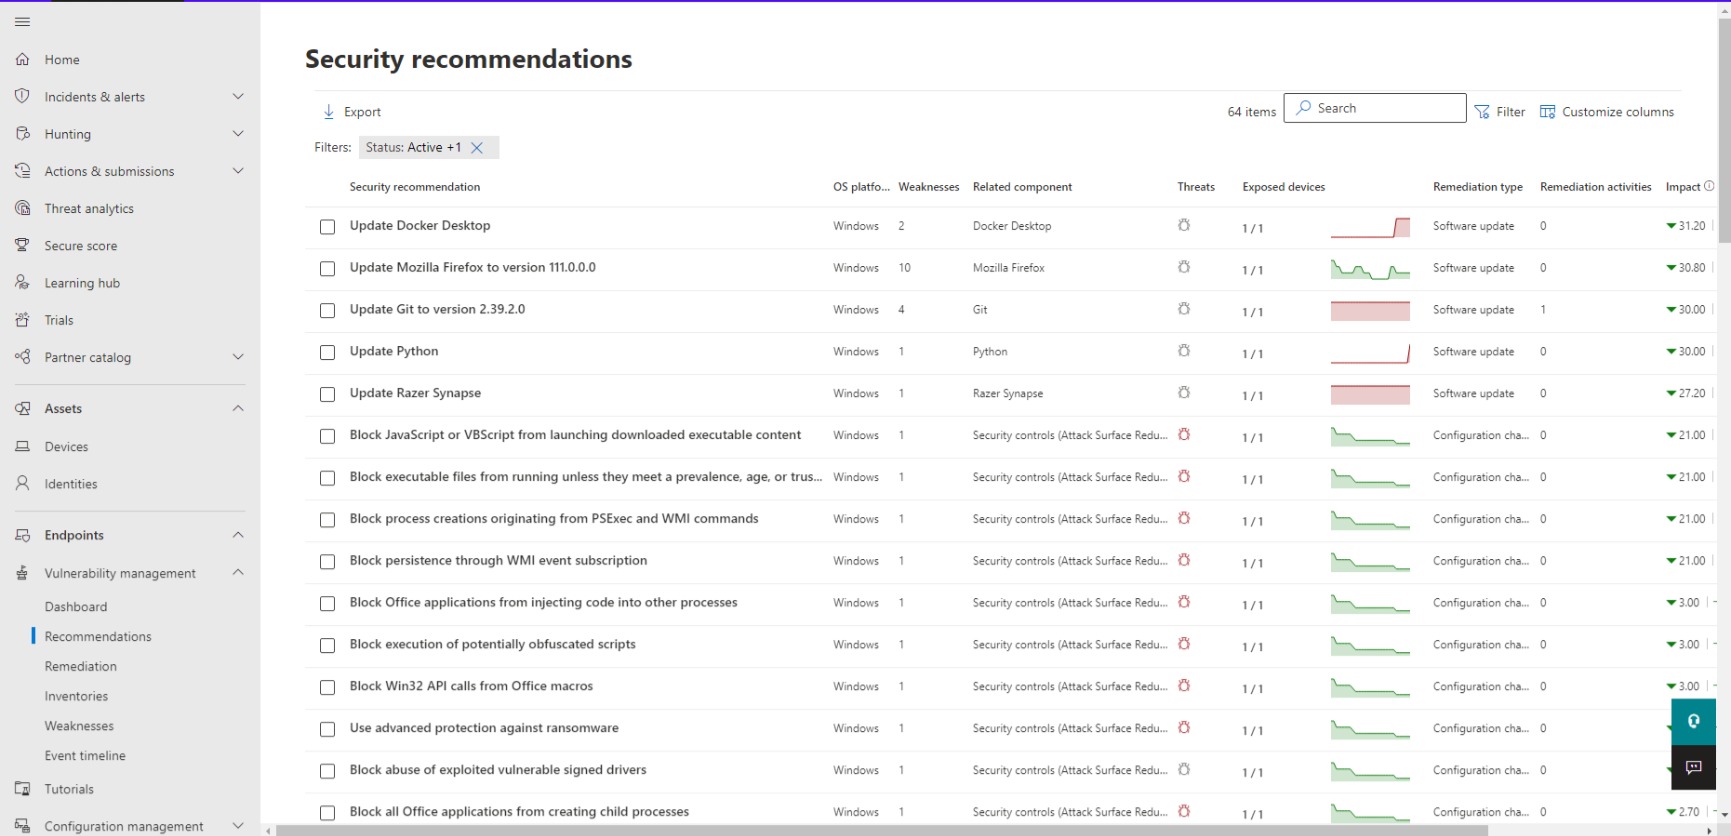 Home
Incidents & alerts
Hunting
Actions & submissions
Threat analytics
Secure score
Learning hub
Trials
Partner catalog
Assets
Devices
Identities
Endpoints
Vulnerability management
Dashboard
Recommendations
Remediation
Inventories
Weaknesses
Event timeline
Tutorials
Configuration management
Security recommendations
Export
64 items
Search
Filter
Customize columns
Filters: Status: Active +1
Security recommendation OS platfo... Weaknesses Related component Threats Exposed devices Remediation type Remediation activities Impact
Update Docker Desktop Windows 2 Docker Desktop 1 / 1 Software update 0 31.20
Update Mozilla Firefox to version 111.0.0.0 Windows 10 Mozilla Firefox 1 / 1 Software update 0 30.80
Update Git to version 2.39.2.0 Windows 4 Git 1 / 1 Software update 1 30.00
Update Python Windows 1 Python 1 / 1 Software update 0 30.00
Update Razer Synapse Windows 1 Razer Synapse 1 / 1 Software update 0 27.20
Block JavaScript or VBScript from launching downloaded executable content Windows 1 Security controls (Attack Surface Redu... 1 / 1 Configuration cha... 0 21.00
Block executable files from running unless they meet a prevalence, age, or trus... Windows 1 Security controls (Attack Surface Redu... 1 / 1 Configuration cha... 0 21.00
Block process creations originating from PSExec and WMI commands Windows 1 Security controls (Attack Surface Redu... 1 / 1 Configuration cha... 0 21.00
Block persistence through WMI event subscription Windows 1 Security controls (Attack Surface Redu... 1 / 1 Configuration cha... 0 21.00
Block Office applications from injecting code into other processes Windows 1 Security controls (Attack Surface Redu... 1 / 1 Configuration cha... 0 3.00
Block execution of potentially obfuscated scripts Windows 1 Security controls (Attack Surface Redu... 1 / 1 Configuration cha... 0 3.00
Block Win32 API calls from Office macros Windows 1 Security controls (Attack Surface Redu... 1 / 1 Configuration cha... 0 3.00
Use advanced protection against ransomware Windows 1 Security controls (Attack Surface Redu... 1 / 1 Configuration cha... 0
Block abuse of exploited vulnerable signed drivers Windows 1 Security controls (Attack Surface Redu... 1 / 1 Configuration cha... 0
Block all Office applications from creating child processes Windows 1 Security controls (Attack Surface Redu... 1 / 1 Configuration cha... 0 2.70